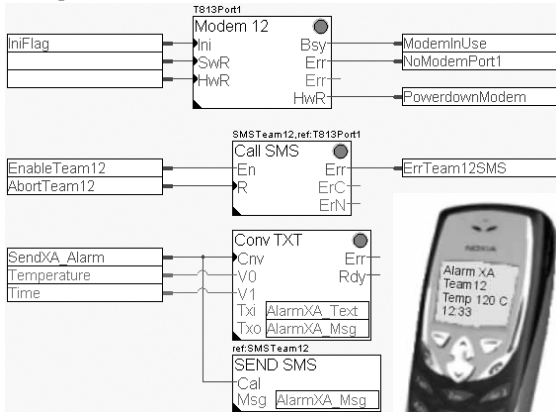 T813Port1
Modem 12
IniFlag
Ini
Bsy
ModemInUse
SwR
Err
NoModemPort1
HwR
Err
HwR
PowerdownModem
SMSTeam12,ref:T813Port1
Call SMS
EnableTeam12
En
Err
ErrTeam12SMS
AbortTeam12
R
ErC
ErN
Conv TXT
SendXA_Alarm
Cnv
Err
Temperature
V0
Rdy
Time
V1
Txi AlarmXA_Text
Txo AlarmXA_Msg
ref:SMSTeam12
SEND SMS
Cal
Msg AlarmXA_Msg
NOKIA
Alarm XA
Team12
Temp 120 C
12:33